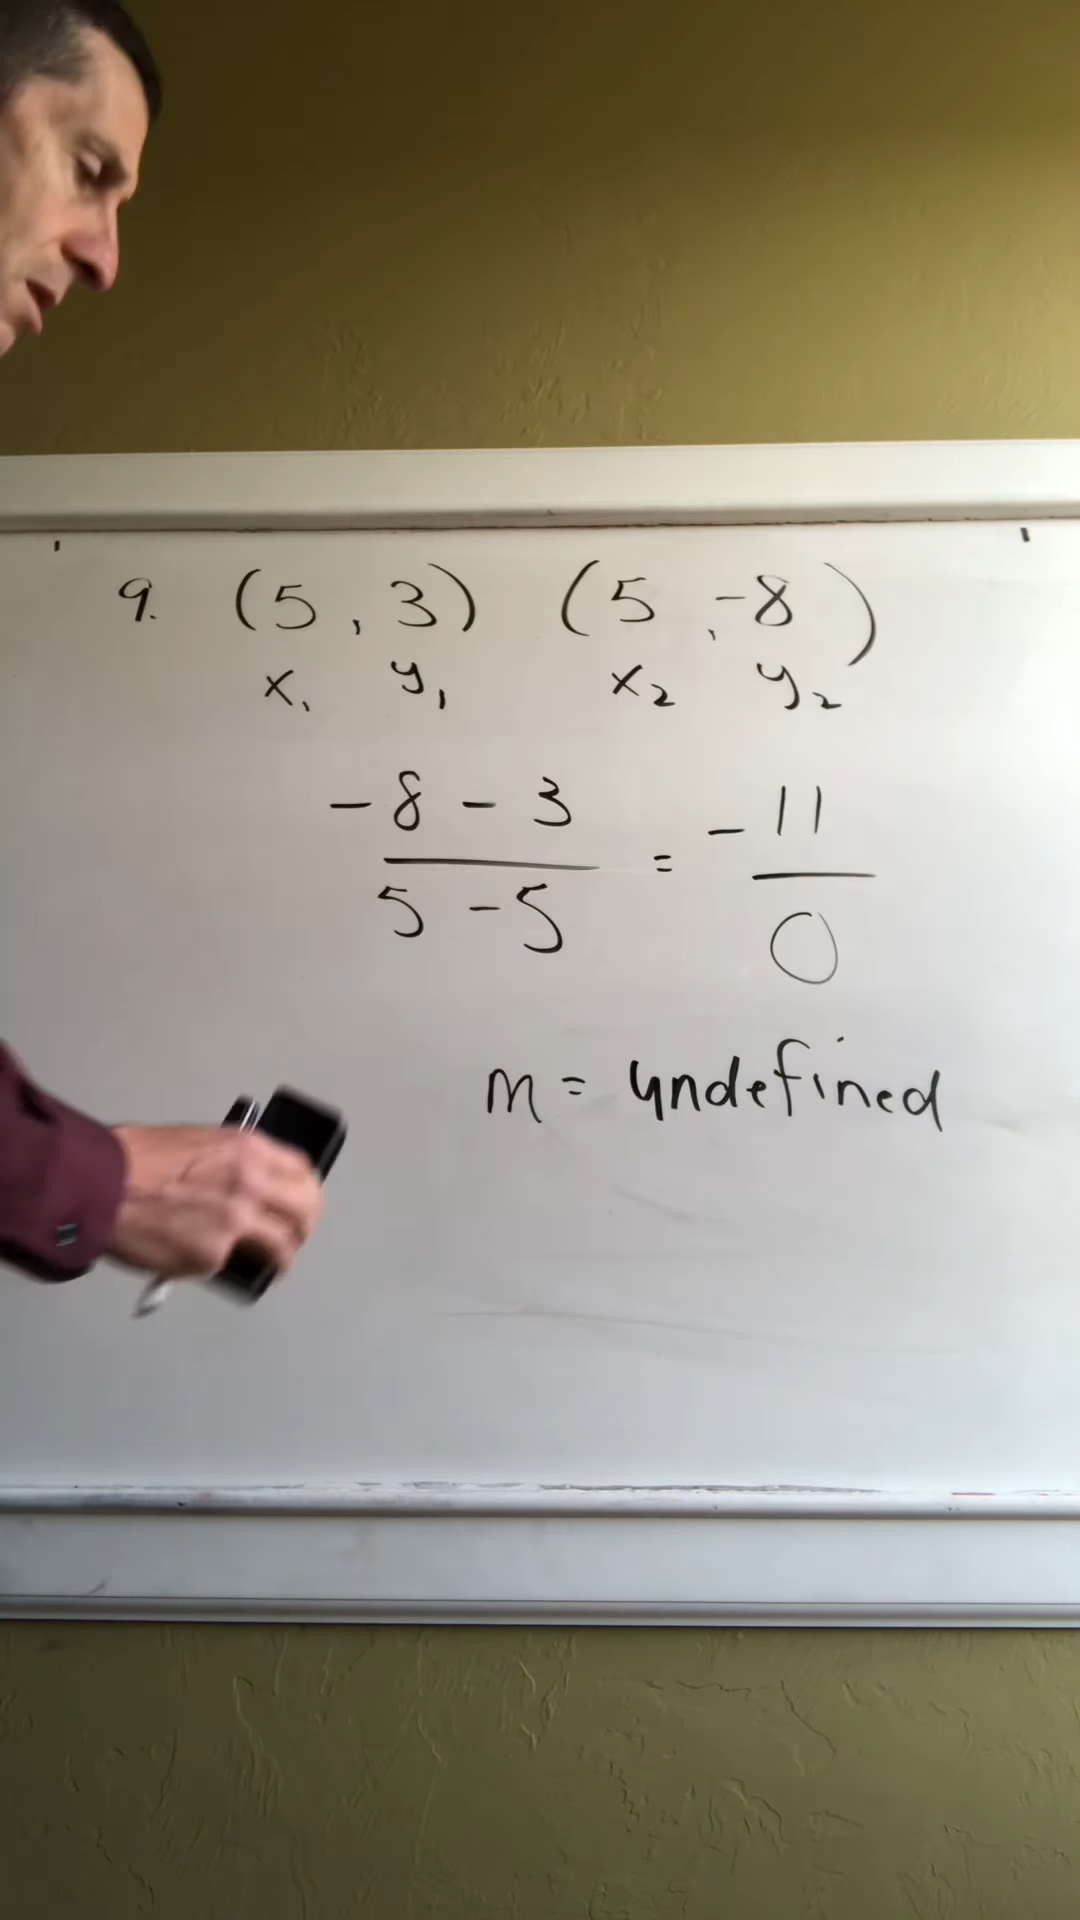 9. (5, 3) (5, -8)
x₁ y₁ x₂ y₂
-8 - 3
5 - 5
= -11
0
m = undefined